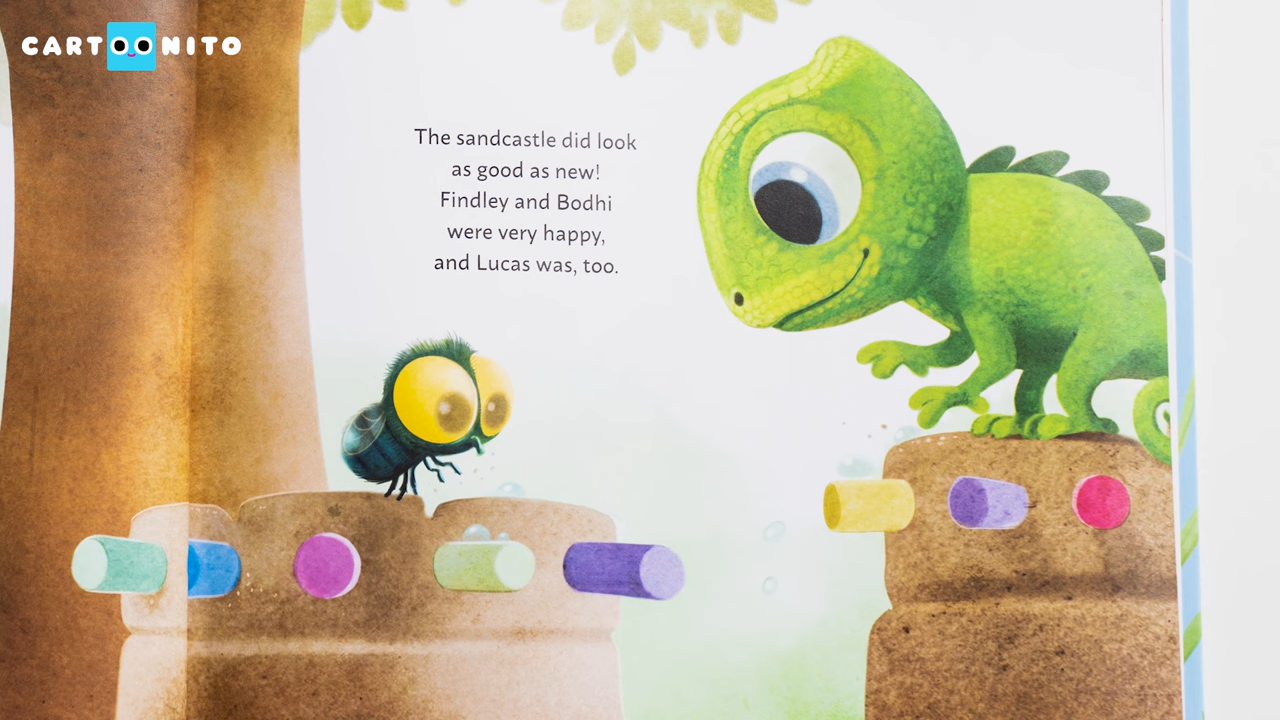 CARTOONITO
The sandcastle did look
as good as new!
Findley and Bodhi
were very happy,
and Lucas was, too.